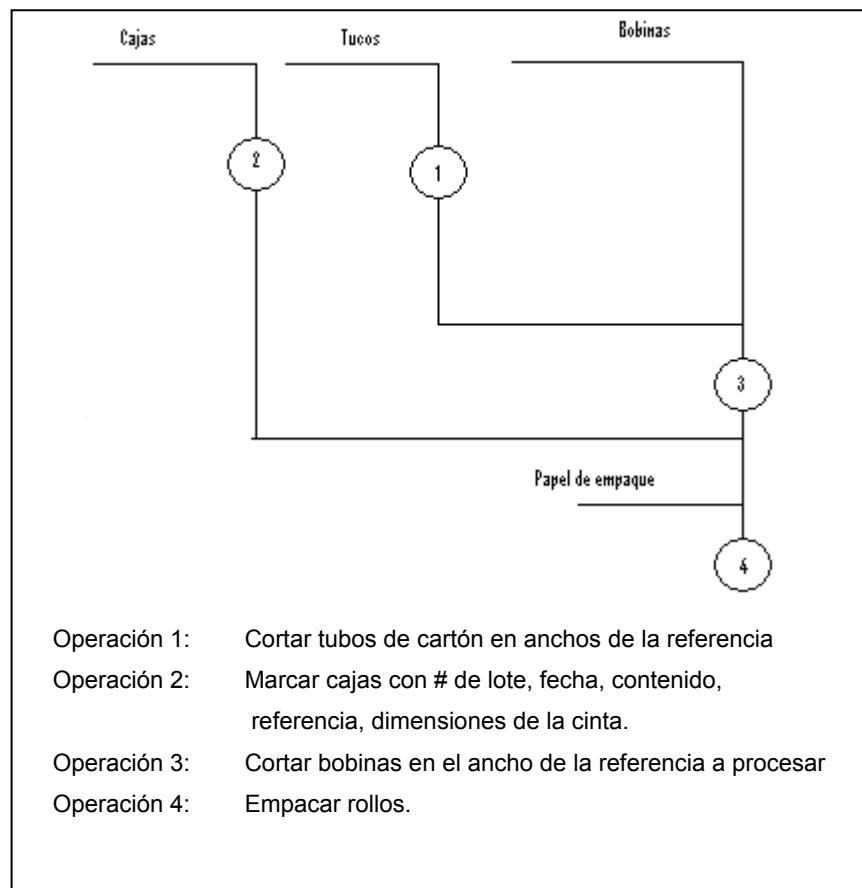 Cajas
Tucos
Bobinas
2
1
3
Papel de empaque
4
Operación 1: Cortar tubos de cartón en anchos de la referencia
Operación 2: Marcar cajas con # de lote, fecha, contenido,
referencia, dimensiones de la cinta.
Operación 3: Cortar bobinas en el ancho de la referencia a procesar
Operación 4: Empacar rollos.